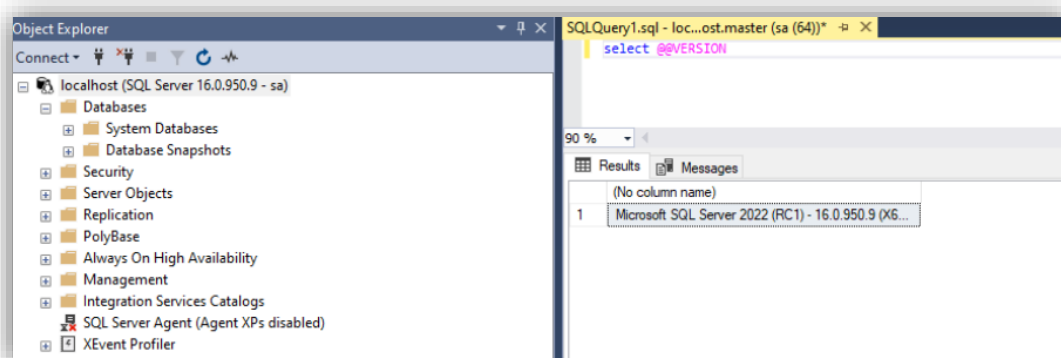 Object Explorer
Connect
localhost (SQL Server 16.0.950.9 - sa)
Databases
System Databases
Database Snapshots
Security
Server Objects
Replication
PolyBase
Always On High Availability
Management
Integration Services Catalogs
SQL Server Agent (Agent XPs disabled)
XEvent Profiler
SQLQuery1.sql - loc...ost.master (sa (64))*
select @@VERSION
90 %
Results Messages
(No column name)
1 Microsoft SQL Server 2022 (RC1) - 16.0.950.9 (X6...